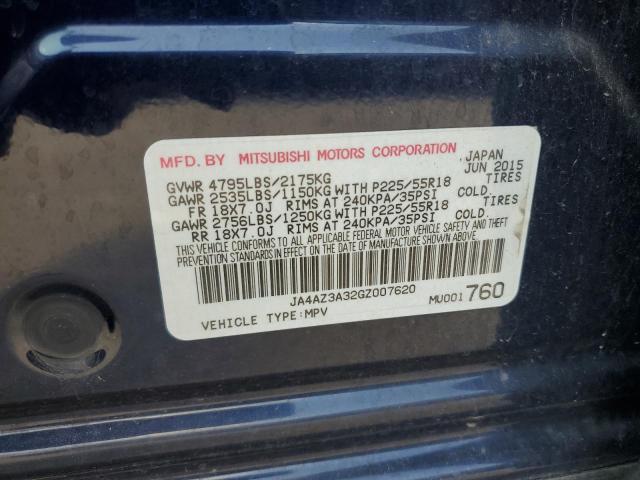 MFD. BY MITSUBISHI MOTORS CORPORATION JAPAN
GVWR 4795LBS/2175KG JUN 2015
GAWR 2535LBS/1150KG WITH P225/55R18 TIRES
FR 18X7.0J RIMS AT 240KPA/35PSI COLD.
GAWR 2756LBS/1250KG WITH P225/55R18 TIRES
RR 18X7.0J RIMS AT 240KPA/35PSI COLD.
THIS VEHICLE CONFORMS TO ALL APPLICABLE FEDERAL MOTOR VEHICLE SAFETY AND THEFT
PREVENTION STANDARDS IN EFFECT ON THE DATE OF MANUFACTURE SHOWN ABOVE.
JA4AZ3A32GZ007620 MU001760
VEHICLE TYPE:MPV